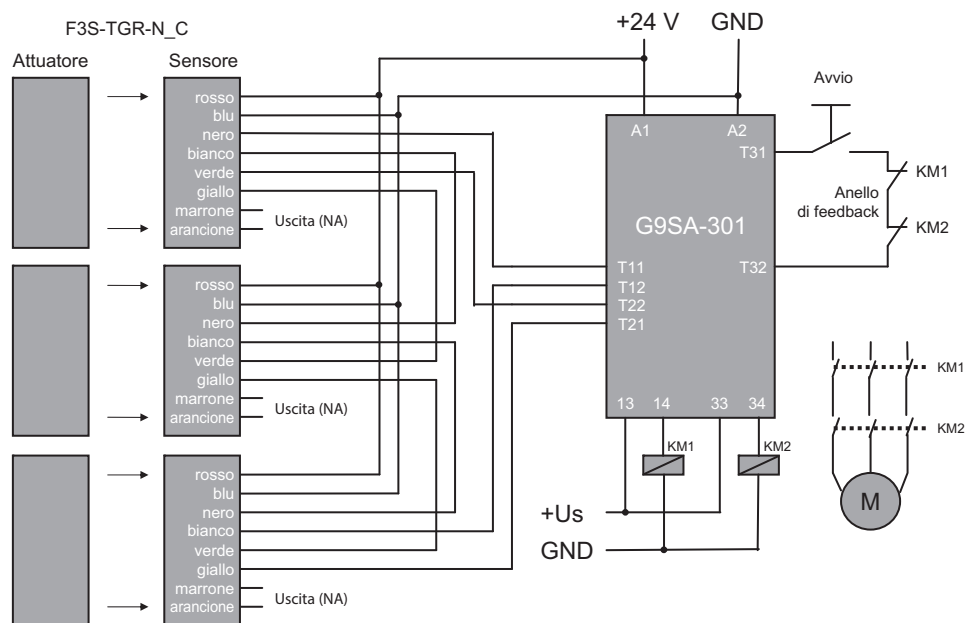 F3S-TGR-N_C
Attuatore
Sensore
+24 V
GND
rosso
blu
nero
bianco
verde
giallo
marrone
arancione
Uscita (NA)
rosso
blu
nero
bianco
verde
giallo
marrone
arancione
Uscita (NA)
rosso
blu
nero
bianco
verde
giallo
marrone
arancione
Uscita (NA)
A1
A2
T31
G9SA-301
T11
T12
T22
T21
T32
13
14
33
34
Avvio
KM1
Anello
di feedback
KM2
KM1
KM2
+Us
GND
KM1
KM2
M